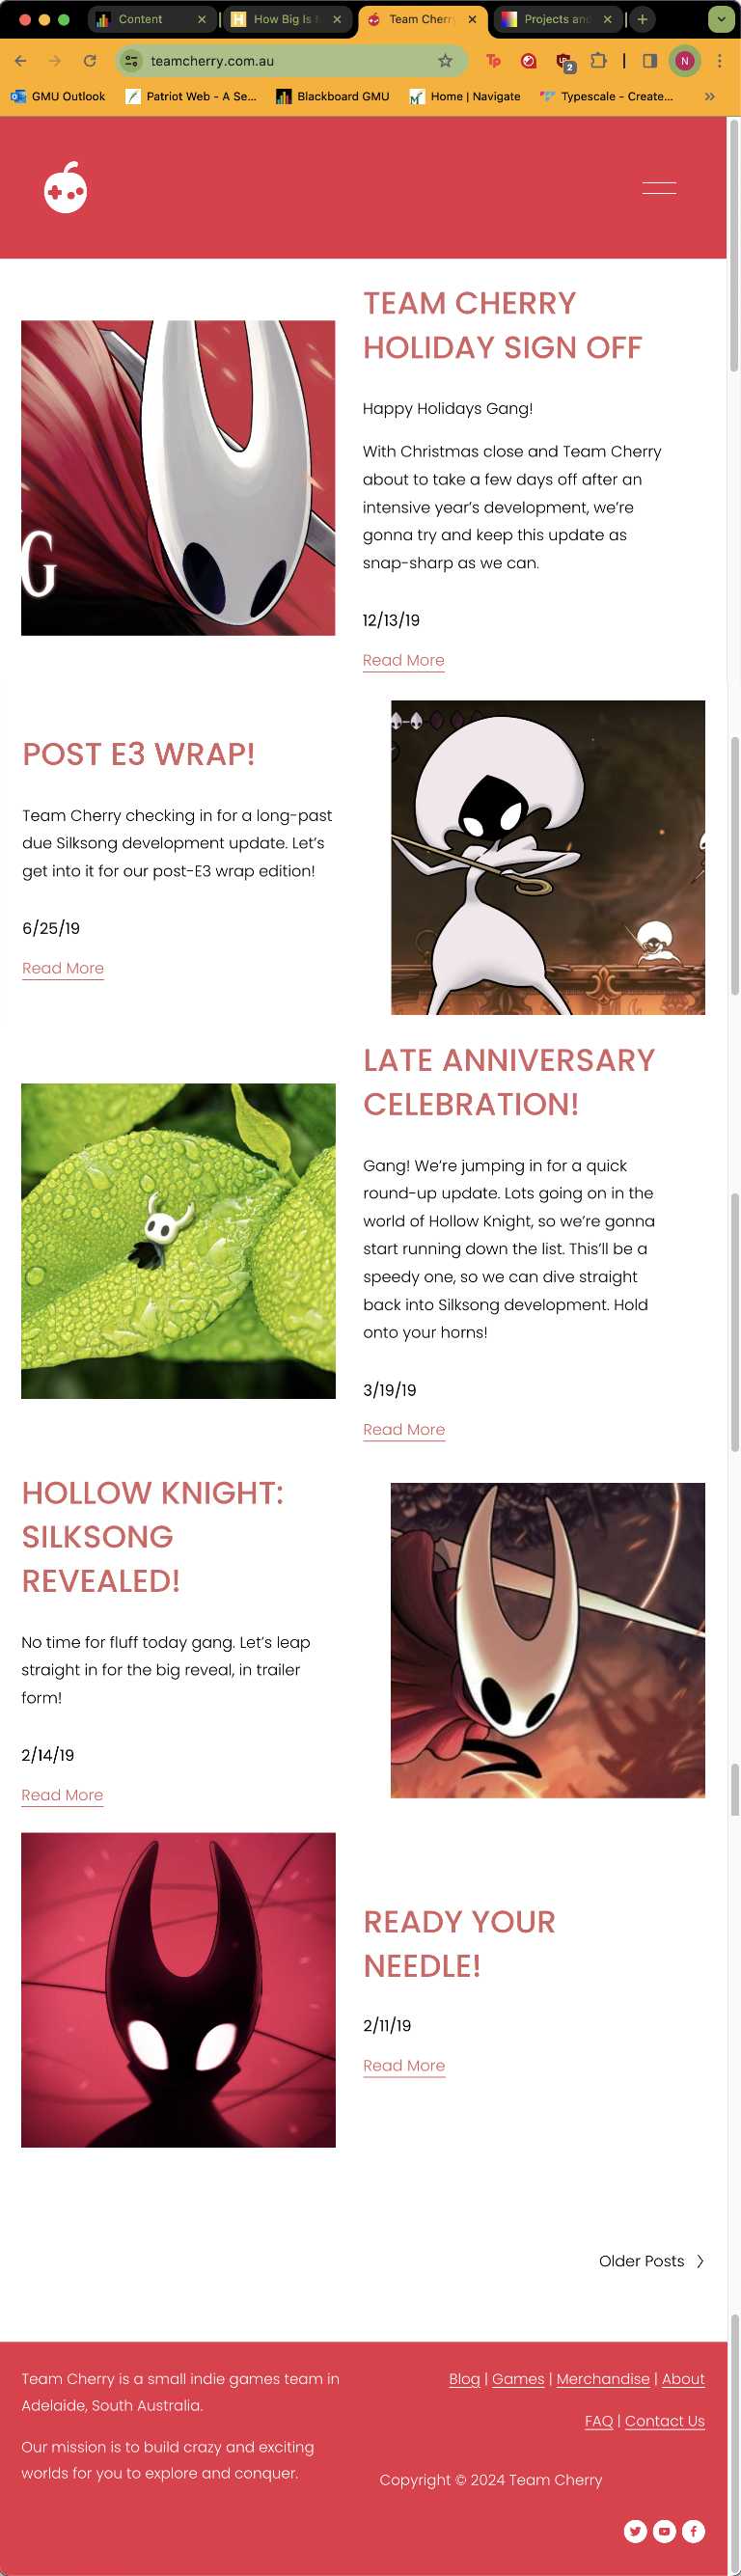 Content
How Big Is
Team Cherry
Projects and
teamcherry.com.au
Tp
2
N
GMU Outlook
Patriot Web - A Se...
Blackboard GMU
Home | Navigate
Typescale - Create...
TEAM CHERRY
HOLIDAY SIGN OFF
Happy Holidays Gang!
With Christmas close and Team Cherry
about to take a few days off after an
intensive year’s development, we’re
gonna try and keep this update as
snap-sharp as we can.
12/13/19
Read More
G
POST E3 WRAP!
Team Cherry checking in for a long-past
due Silksong development update. Let’s
get into it for our post-E3 wrap edition!
6/25/19
Read More
LATE ANNIVERSARY
CELEBRATION!
Gang! We’re jumping in for a quick
round-up update. Lots going on in the
world of Hollow Knight, so we’re gonna
start running down the list. This’ll be a
speedy one, so we can dive straight
back into Silksong development. Hold
onto your horns!
3/19/19
Read More
HOLLOW KNIGHT:
SILKSONG
REVEALED!
No time for fluff today gang. Let’s leap
straight in for the big reveal, in trailer
form!
2/14/19
Read More
READY YOUR
NEEDLE!
2/11/19
Read More
Older Posts
Team Cherry is a small indie games team in
Adelaide, South Australia.
Our mission is to build crazy and exciting
worlds for you to explore and conquer.
Blog | Games | Merchandise | About
FAQ | Contact Us
Copyright © 2024 Team Cherry